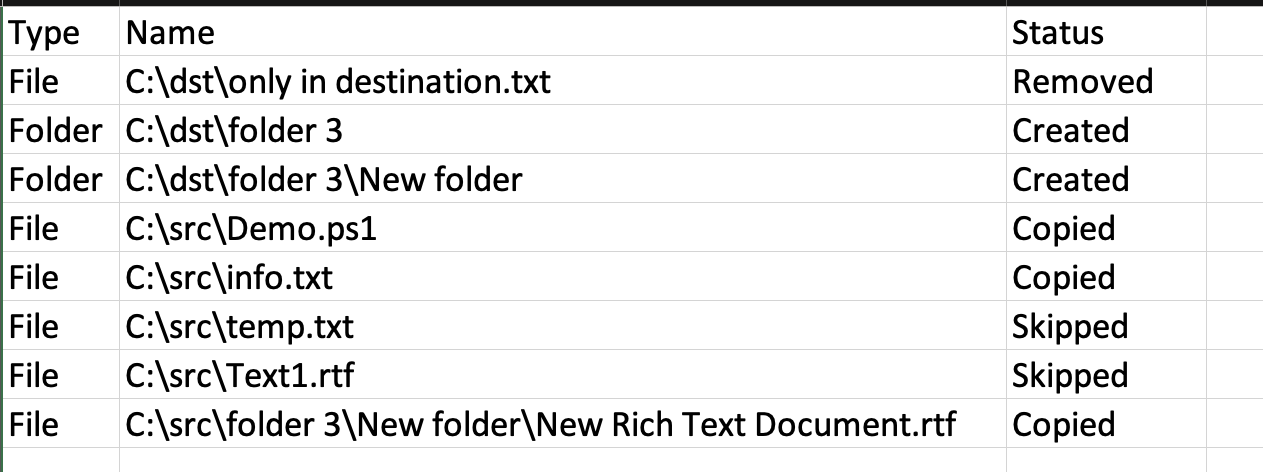 Type Name Status
File C:\dst\only in destination.txt Removed
Folder C:\dst\folder 3 Created
Folder C:\dst\folder 3\New folder Created
File C:\src\Demo.ps1 Copied
File C:\src\info.txt Copied
File C:\src\temp.txt Skipped
File C:\src\Text1.rtf Skipped
File C:\src\folder 3\New folder\New Rich Text Document.rtf Copied